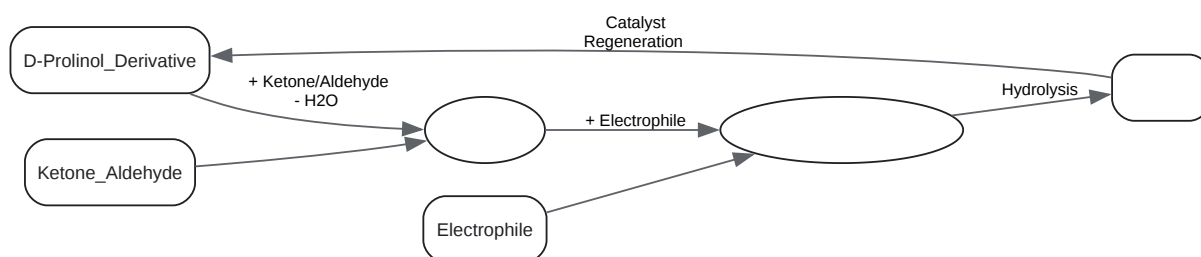 Catalyst
Regeneration
D-Prolinol_Derivative
+ Ketone/Aldehyde
- H2O
Hydrolysis
+ Electrophile
Ketone_Aldehyde
Electrophile